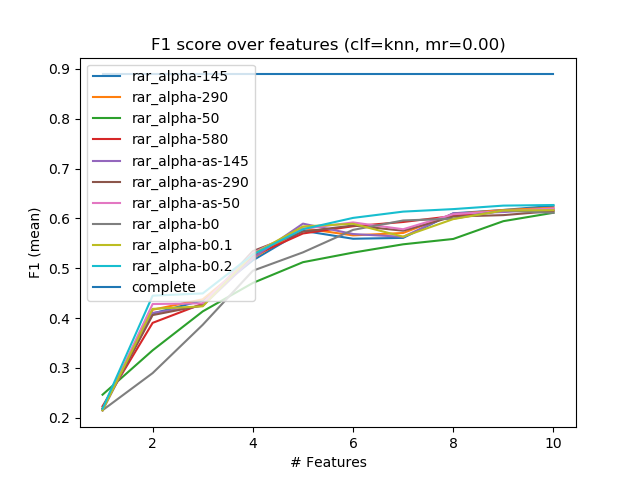 F1 score over features (clf=knn, mr=0.00)
0.9
0.8
0.7
0.6
0.5
0.4
0.3
0.2
F1 (mean)
rar_alpha-145
rar_alpha-290
rar_alpha-50
rar_alpha-580
rar_alpha-as-145
rar_alpha-as-290
rar_alpha-as-50
rar_alpha-b0
rar_alpha-b0.1
rar_alpha-b0.2
complete
2 4 6 8 10
# Features